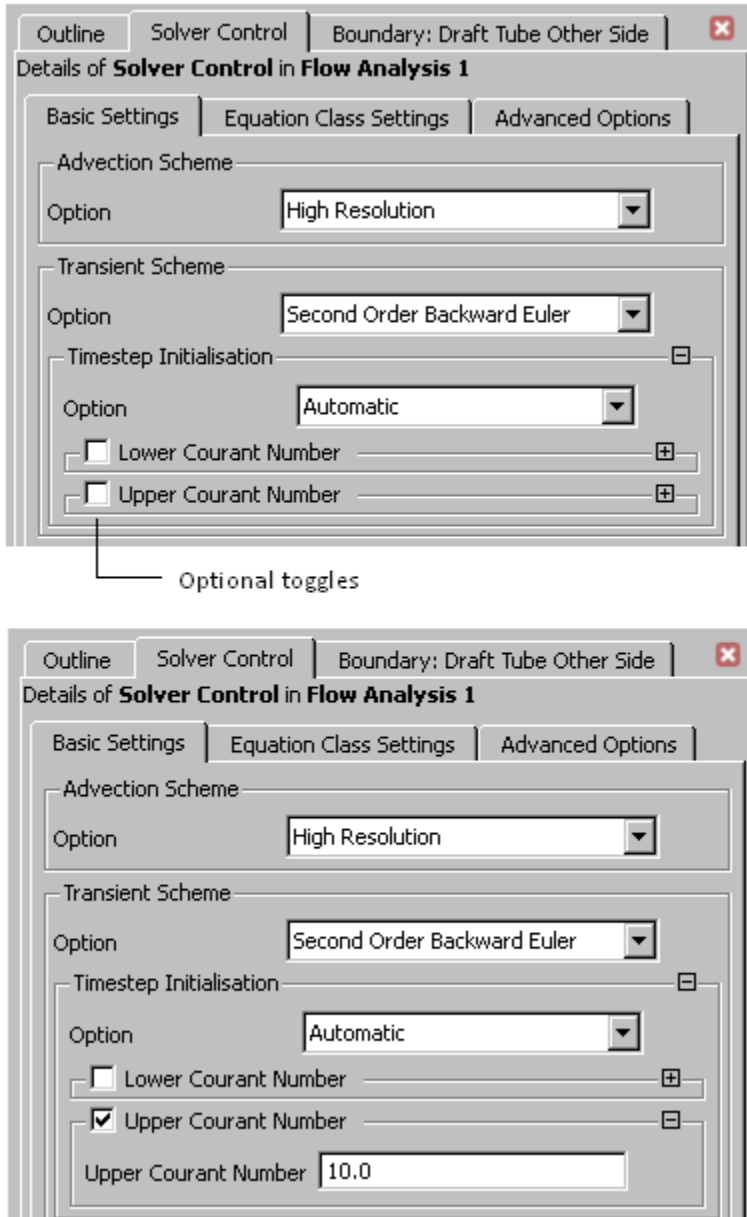 Outline Solver Control Boundary: Draft Tube Other Side
Details of Solver Control in Flow Analysis 1
Basic Settings Equation Class Settings Advanced Options
Advection Scheme
Option High Resolution
Transient Scheme
Option Second Order Backward Euler
Timestep Initialisation
Option Automatic
Lower Courant Number
Upper Courant Number
Optional toggles
Outline Solver Control Boundary: Draft Tube Other Side
Details of Solver Control in Flow Analysis 1
Basic Settings Equation Class Settings Advanced Options
Advection Scheme
Option High Resolution
Transient Scheme
Option Second Order Backward Euler
Timestep Initialisation
Option Automatic
Lower Courant Number
Upper Courant Number
Upper Courant Number 10.0